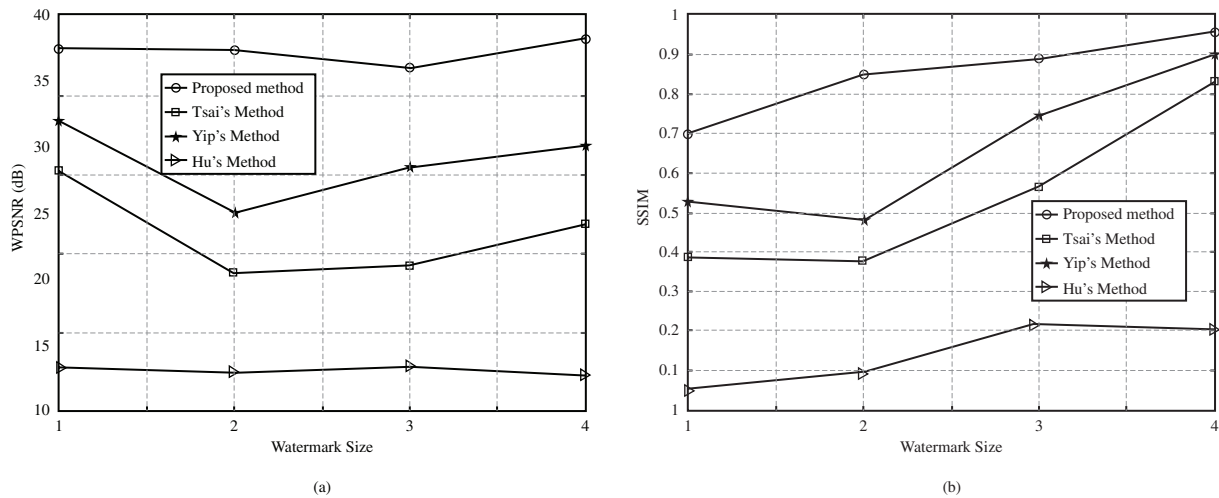 40
35
30
25
20
15
10
WPSNR (dB)
Proposed method
Tsai's Method
Yip's Method
Hu's Method
1 2 3 4
Watermark Size
(a)
1
0.9
0.8
0.7
0.6
0.5
0.4
0.3
0.2
0.1
1
SSIM
Proposed method
Tsai's Method
Yip's Method
Hu's Method
1 2 3 4
Watermark Size
(b)